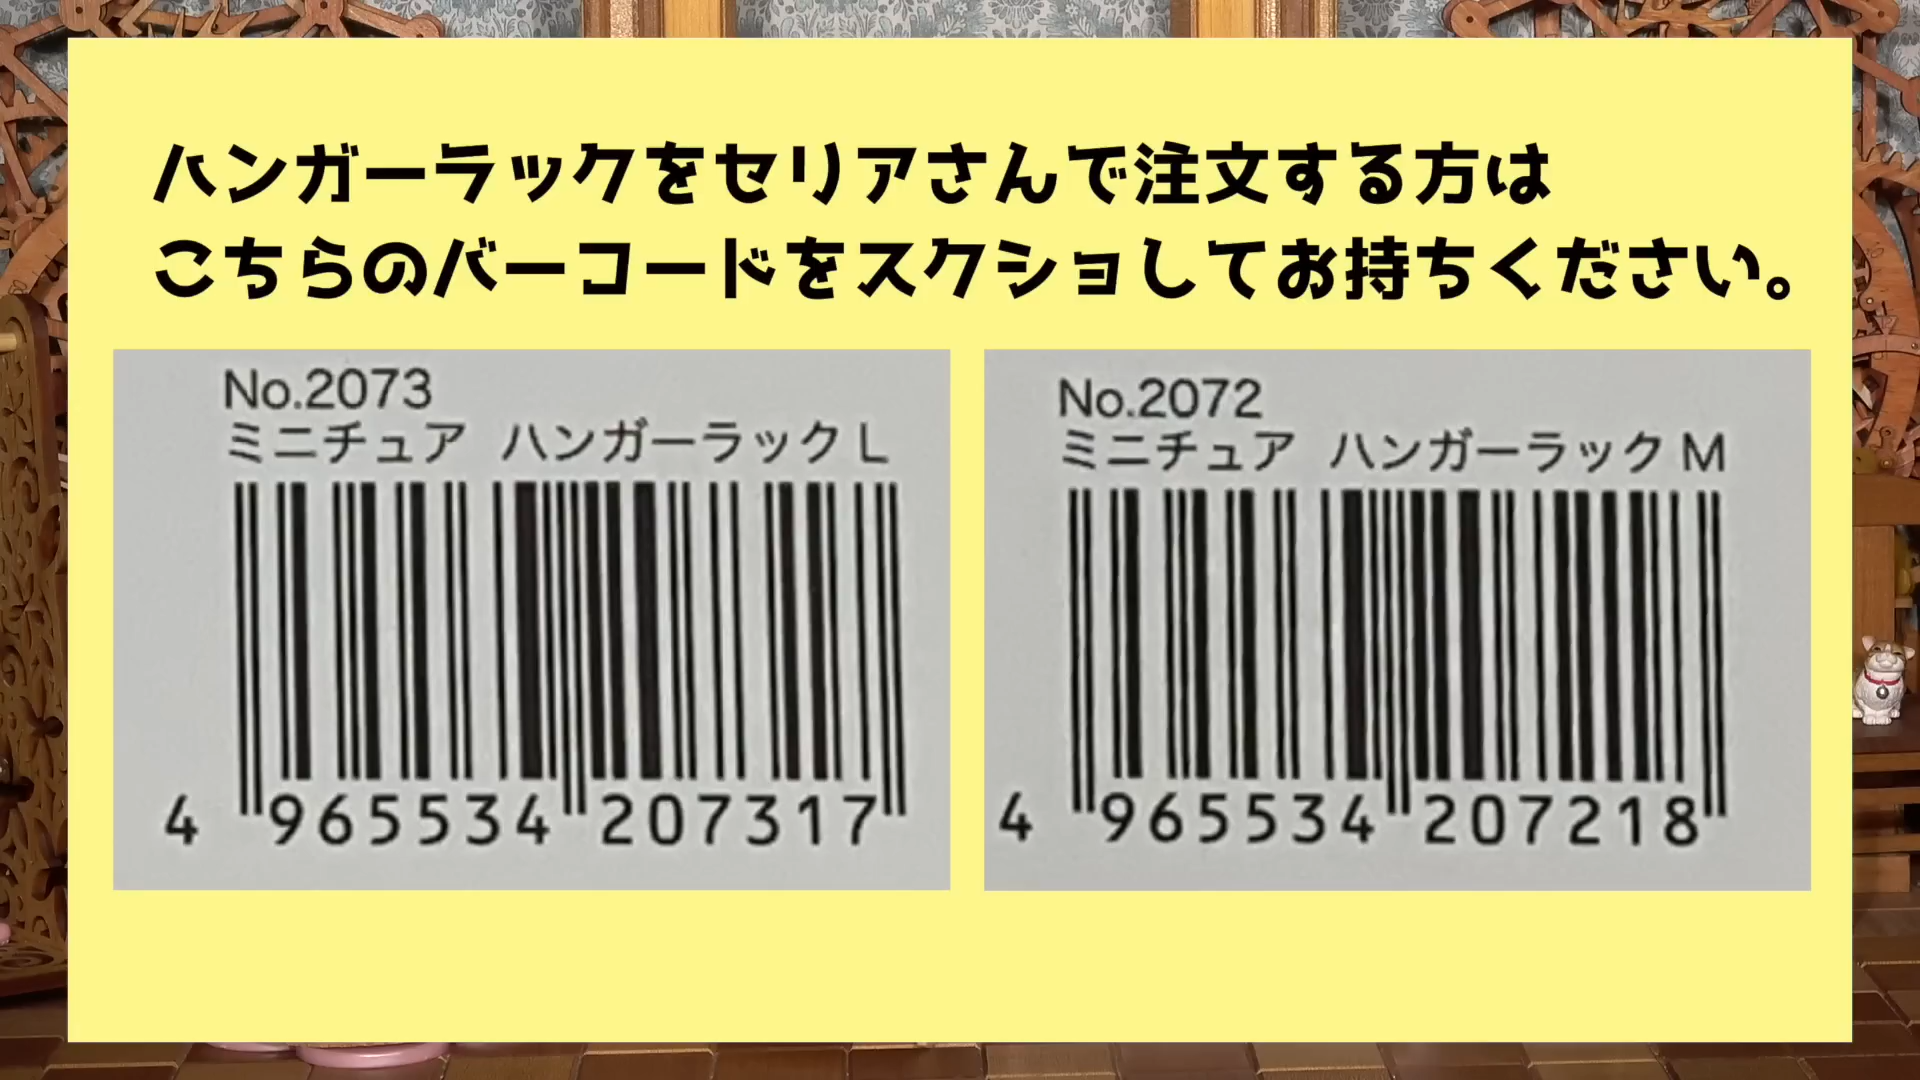 ハンガーラックをセリアさんで注文する方は
こちらのバーコードをスクショしてお持ちください。
No.2073
ミニチュア ハンガーラック L
4 965534 207317
No.2072
ミニチュア ハンガーラック M
4 965534 207218